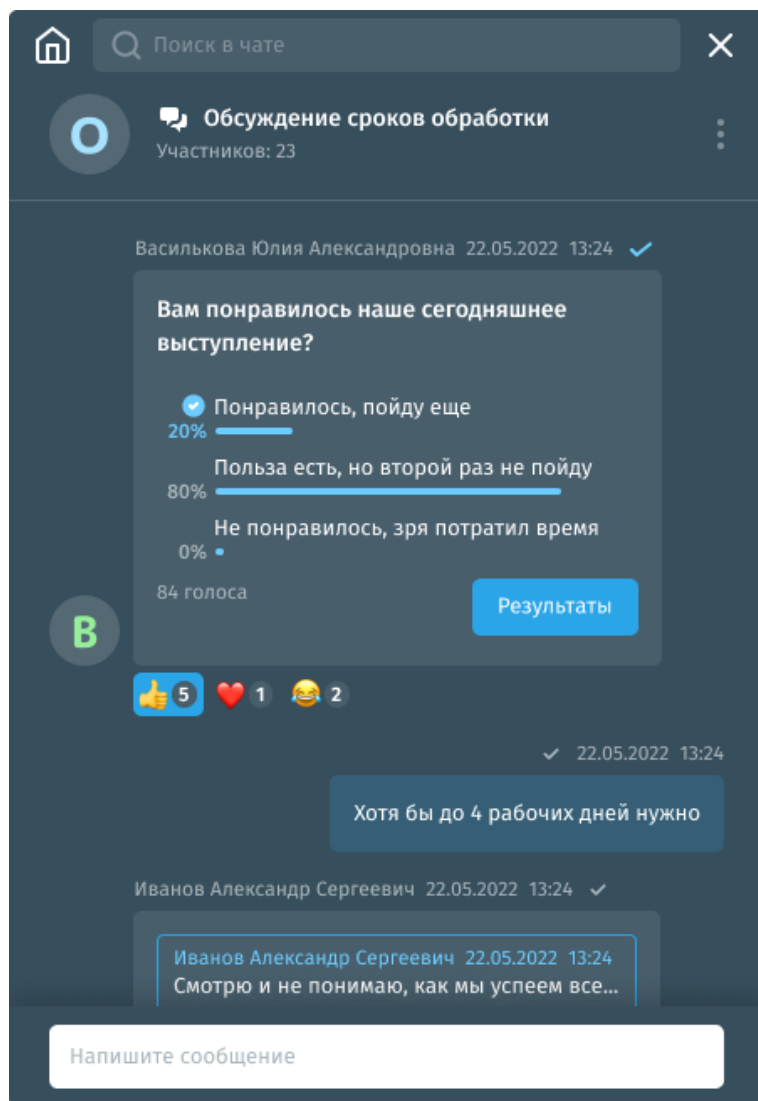 Поиск в чате
О
Обсуждение сроков обработки
Участников: 23
Василькова Юлия Александровна 22.05.2022 13:24
Вам понравилось наше сегодняшнее
выступление?
Понравилось, пойду еще
20%
Польза есть, но второй раз не пойду
80%
Не понравилось, зря потратил время
0%
84 голоса
Результаты
В
5 1 2
22.05.2022 13:24
Хотя бы до 4 рабочих дней нужно
Иванов Александр Сергеевич 22.05.2022 13:24
Иванов Александр Сергеевич 22.05.2022 13:24
Смотрю и не понимаю, как мы успеем все...
Напишите сообщение